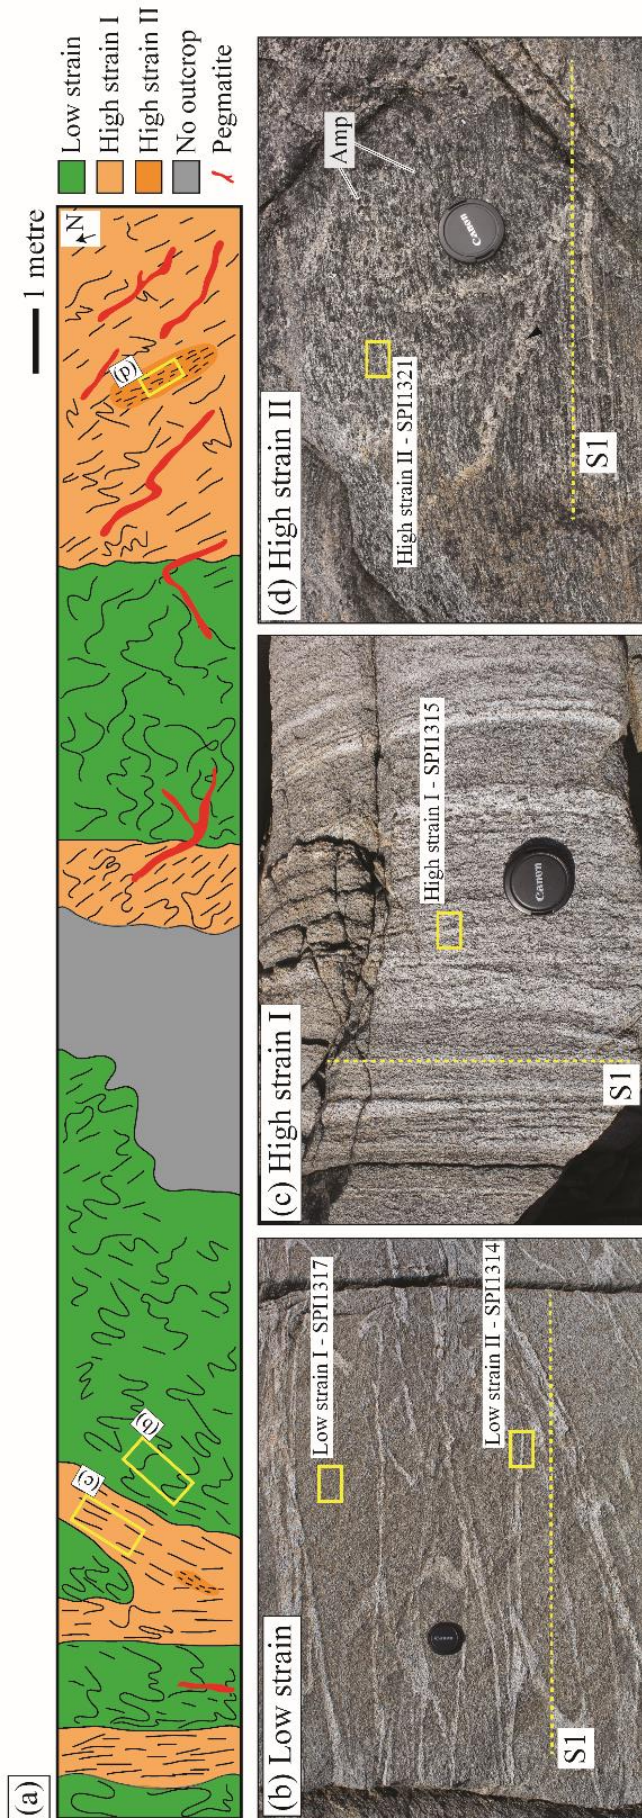 (a)
1 metre
N
Low strain
High strain I
High strain II
No outcrop
Pegmatite
(c)
(b)
(d)
(b) Low strain
Low strain I - SPI1317
Low strain II - SPI1314
Canon
S1
(c) High strain I
High strain I - SPI1315
Canon
S1
(d) High strain II
Amp
High strain II - SPI1321
Canon
S1